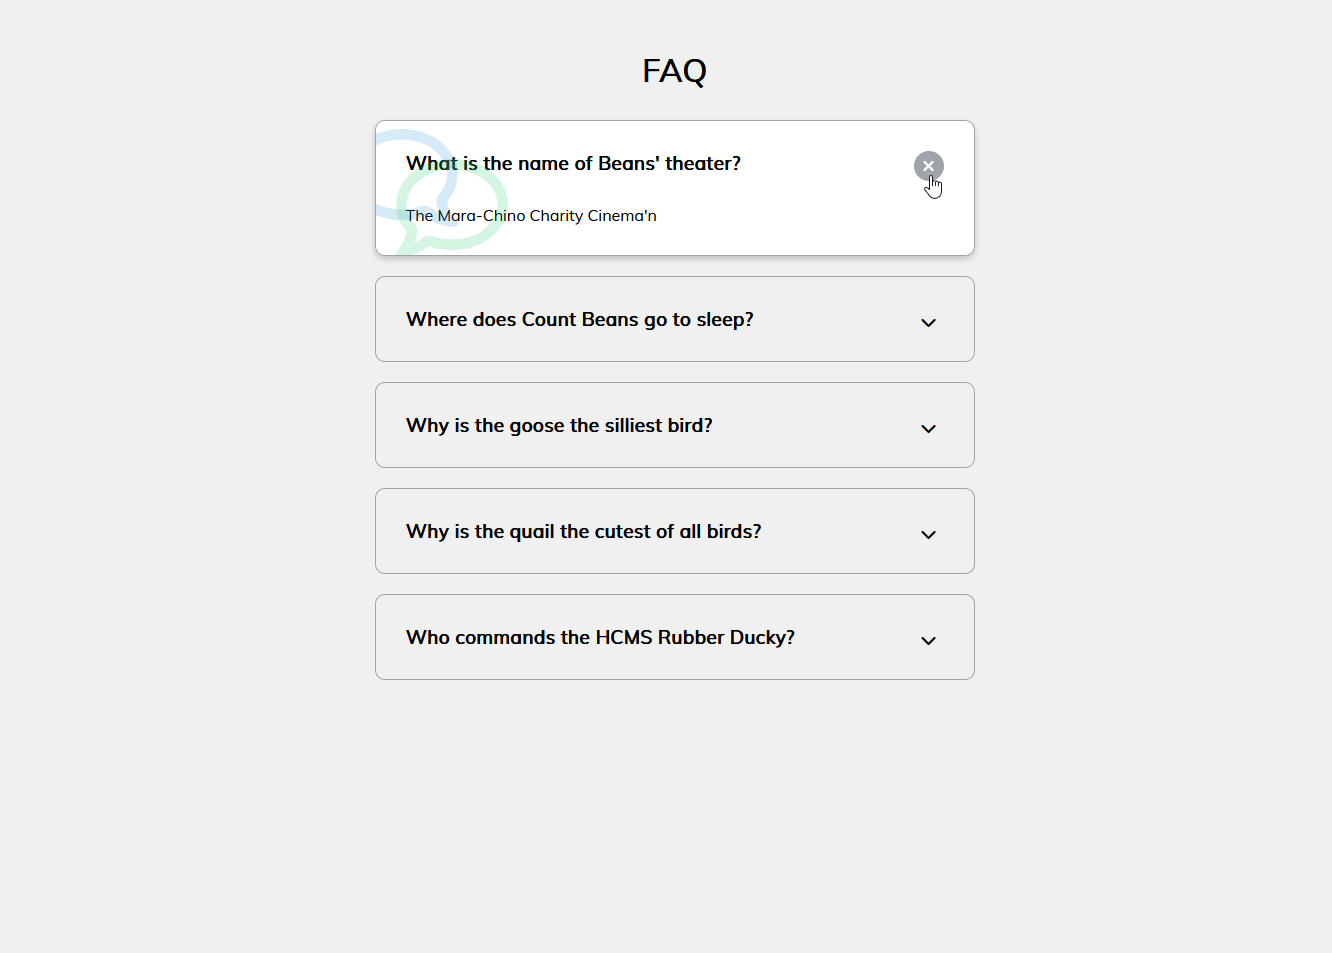 FAQ
What is the name of Beans' theater?
The Mara-Chino Charity Cinema'n
Where does Count Beans go to sleep?
Why is the goose the silliest bird?
Why is the quail the cutest of all birds?
Who commands the HCMS Rubber Ducky?